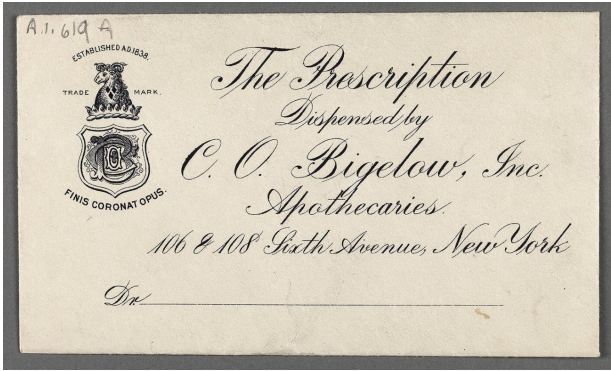 A.1.619 A
ESTABLISHED A.D. 1838.
TRADE MARK.
COB
FINIS CORONAT OPUS.
The Prescription
Dispensed by
C. O. Bigelow, Inc.
Apothecaries.
106 & 108 Sixth Avenue, New York
Dr.